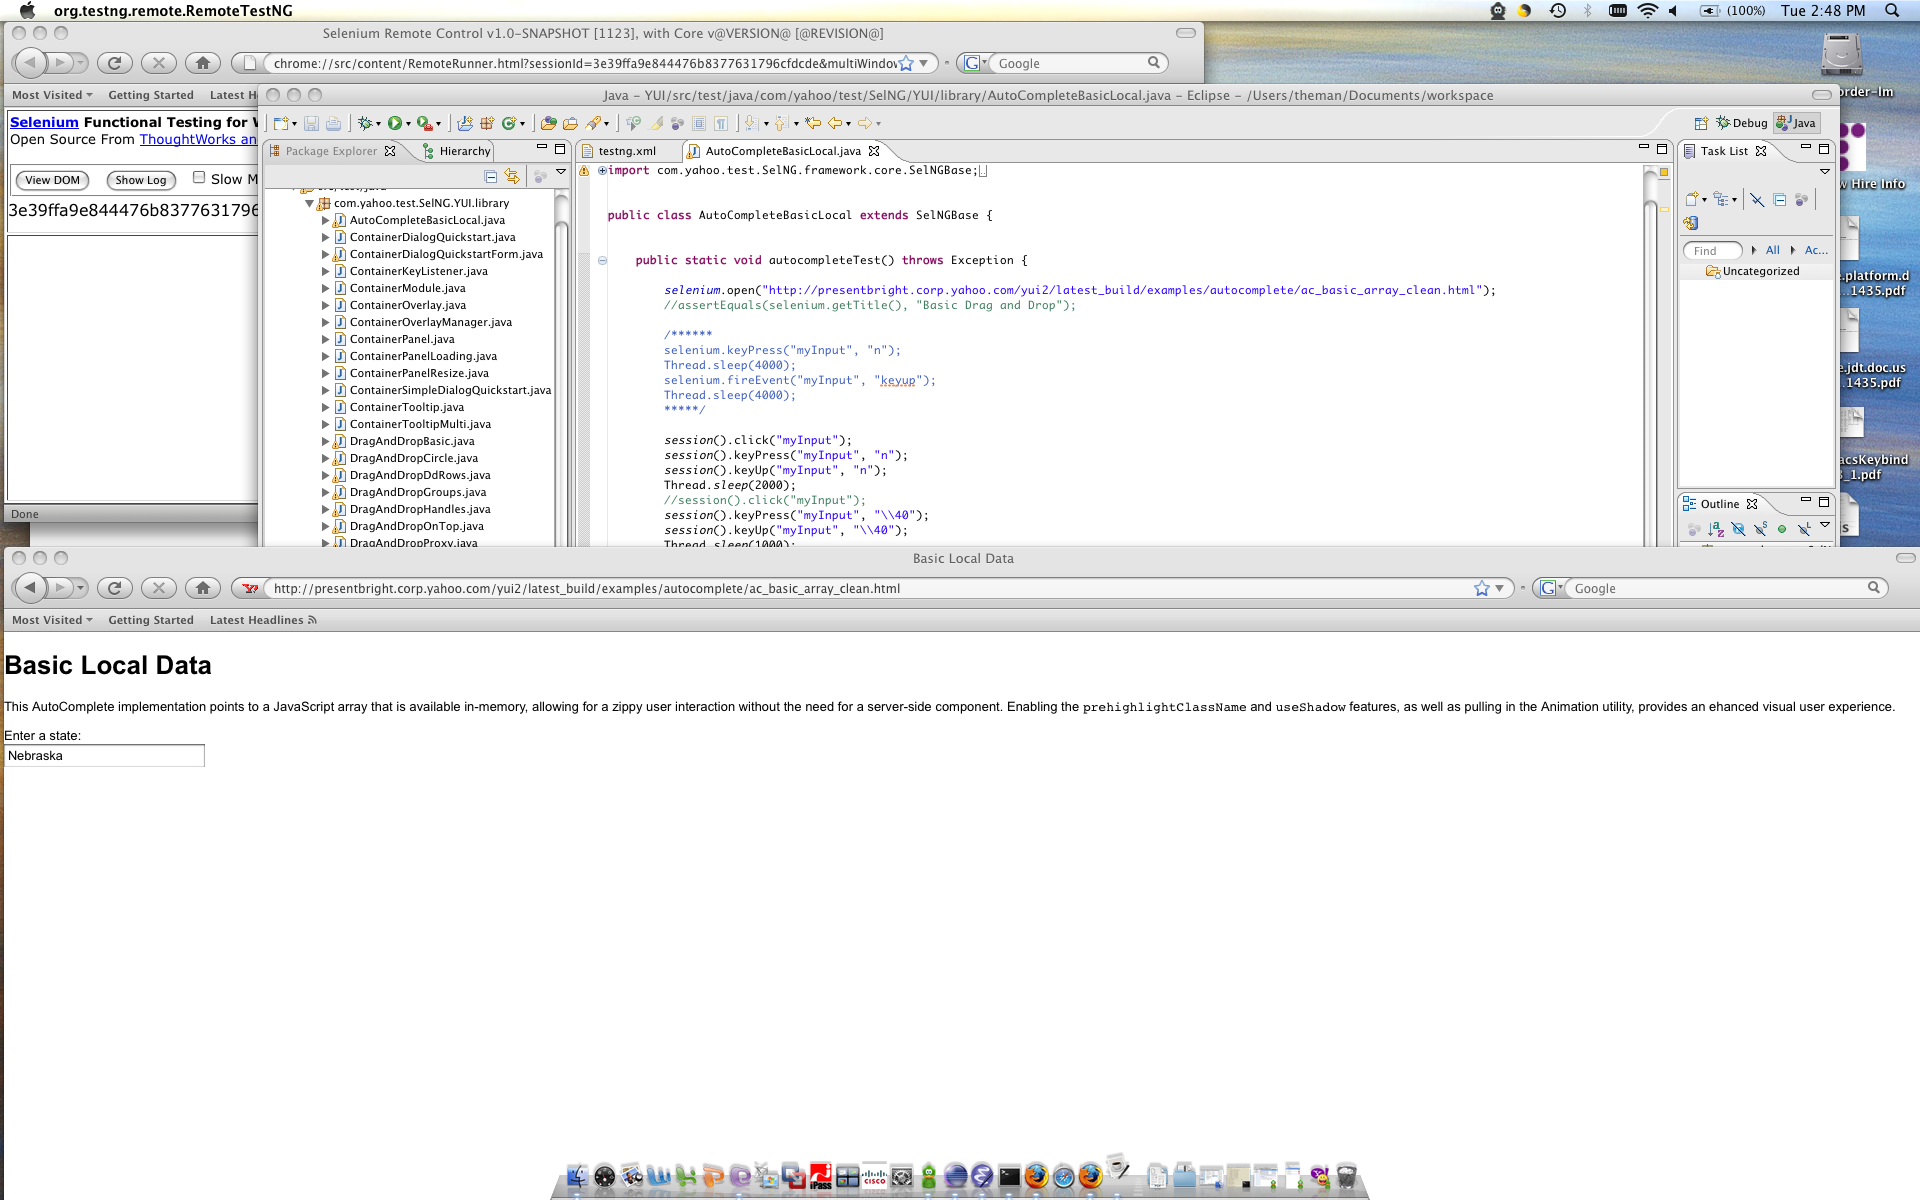 org.testng.remote.RemoteTestNG
(100%) Tue 2:48 PM
Selenium Remote Control v1.0-SNAPSHOT [1123], with Core v@VERSION@ [@REVISION@]
chrome://src/content/RemoteRunner.html?sessionId=3e39ffa9e844476b8377631796cfdcde&multiWindow
Google
Most Visited Getting Started Latest H
Selenium Functional Testing for W
Open Source From ThoughtWorks an
View DOM Show Log Slow M
3e39ffa9e844476b8377631796
Done
Java – YUI/src/test/java/com/yahoo/test/SelNG/YUI/library/AutoCompleteBasicLocal.java – Eclipse – /Users/theman/Documents/workspace
Debug Java
Package Explorer Hierarchy
src/test/java
com.yahoo.test.SelNG.YUI.library
AutoCompleteBasicLocal.java
ContainerDialogQuickstart.java
ContainerDialogQuickstartForm.java
ContainerKeyListener.java
ContainerModule.java
ContainerOverlay.java
ContainerOverlayManager.java
ContainerPanel.java
ContainerPanelLoading.java
ContainerPanelResize.java
ContainerSimpleDialogQuickstart.java
ContainerTooltip.java
ContainerTooltipMulti.java
DragAndDropBasic.java
DragAndDropCircle.java
DragAndDropDdRows.java
DragAndDropGroups.java
DragAndDropHandles.java
DragAndDropOnTop.java
DragAndDropProxy.java
testng.xml AutoCompleteBasicLocal.java
import com.yahoo.test.SelNG.framework.core.SelNGBase;
public class AutoCompleteBasicLocal extends SelNGBase {
public static void autocompleteTest() throws Exception {
selenium.open("http://presentbright.corp.yahoo.com/yui2/latest_build/examples/autocomplete/ac_basic_array_clean.html");
//assertEquals(selenium.getTitle(), "Basic Drag and Drop");
/******
selenium.keyPress("myInput", "n");
Thread.sleep(4000);
selenium.fireEvent("myInput", "keyup");
Thread.sleep(4000);
*****/
session().click("myInput");
session().keyPress("myInput", "n");
session().keyUp("myInput", "n");
Thread.sleep(2000);
//session().click("myInput");
session().keyPress("myInput", "\\40");
session().keyUp("myInput", "\\40");
Thread.sleep(1000);
Task List
Find All Ac...
Uncategorized
Outline
order-Im
w Hire Info
e.platform.d
...1435.pdf
e.jdt.doc.us
.1435.pdf
acsKeybind
_1.pdf
s
Basic Local Data
http://presentbright.corp.yahoo.com/yui2/latest_build/examples/autocomplete/ac_basic_array_clean.html
Google
Most Visited Getting Started Latest Headlines
Basic Local Data
This AutoComplete implementation points to a JavaScript array that is available in-memory, allowing for a zippy user interaction without the need for a server-side component. Enabling the prehighlightClassName and useShadow features, as well as pulling in the Animation utility, provides an ehanced visual user experience.
Enter a state:
Nebraska
iPass
CISCO